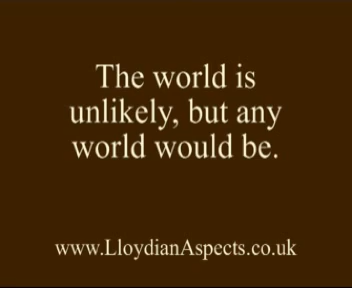 The world is
unlikely, but any
world would be.
www.LloydianAspects.co.uk